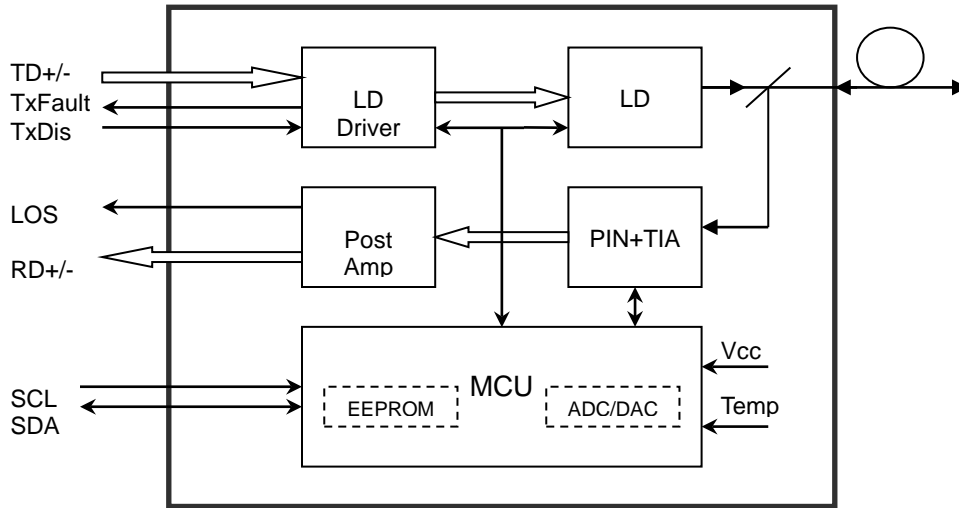 TD+/-
TxFault
TxDis
LD
Driver
LD
LOS
RD+/-
Post
Amp
PIN+TIA
MCU
EEPROM
ADC/DAC
Vcc
Temp
SCL
SDA